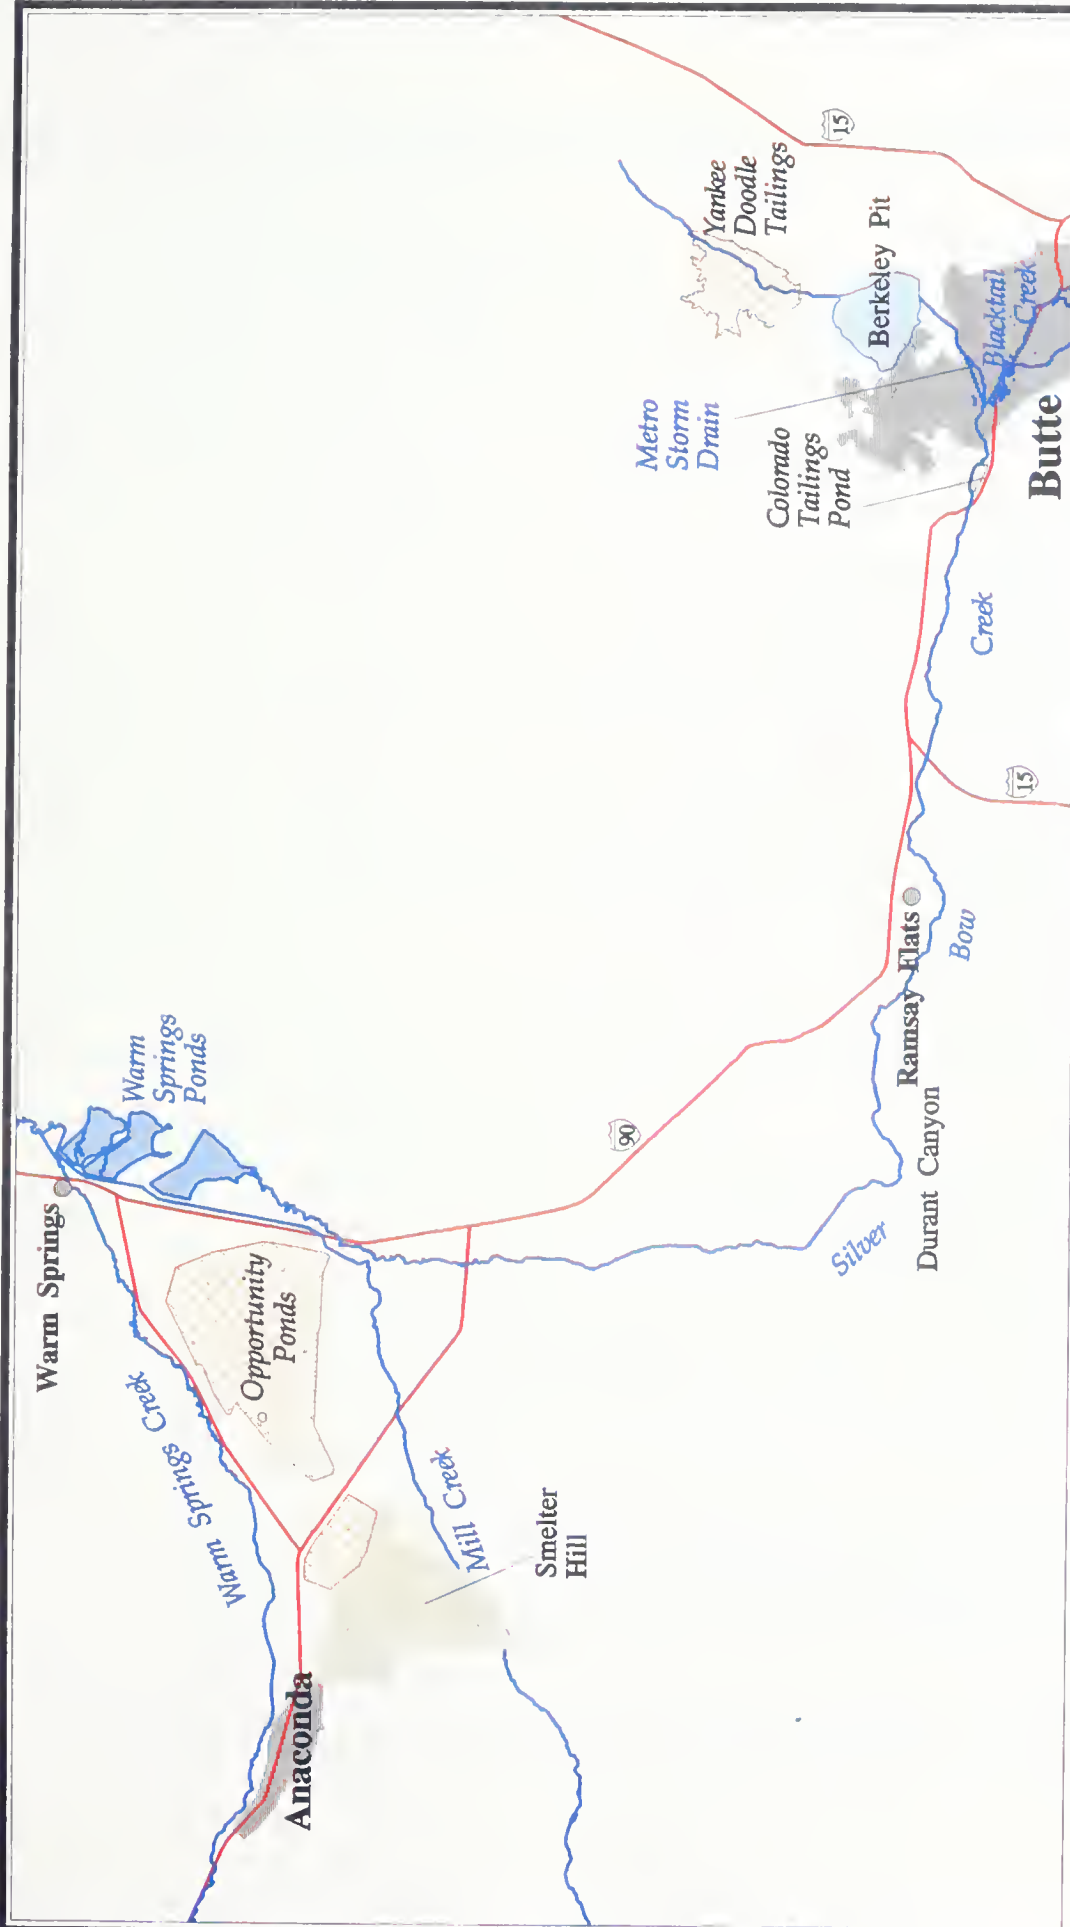 Warm Springs
Warm
Springs
Ponds
Warm Springs Creek
Opportunity
Ponds
Anaconda
Mill Creek
Smelter
Hill
90
Silver
Bow
Creek
Durant Canyon
Ramsay Flats
15
Metro
Storm
Drain
Colorado
Tailings
Pond
Yankee
Doodle
Tailings
Berkeley Pit
15
Blacktail
Creek
Butte